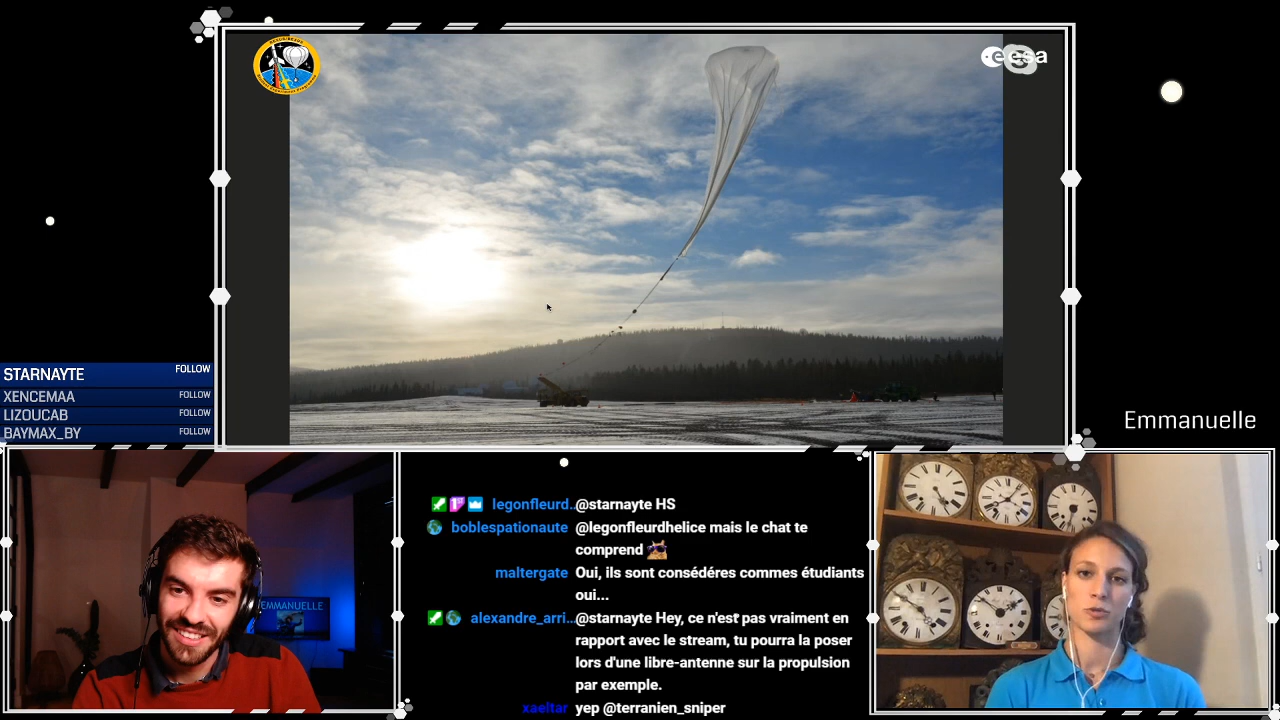 esa
STARNAYTE FOLLOW
XENCEMAA FOLLOW
LIZOUCAB FOLLOW
BAYMAX_BY FOLLOW
Emmanuelle
EMMANUELLE
legonfleurd.. @starnayte HS
boblespationaute @legonfleurdhelice mais le chat te
comprend
maltergate Oui, ils sont consédéres commes étudiants
oui...
alexandre_arri... @starnayte Hey, ce n'est pas vraiment en
rapport avec le stream, tu pourra la poser
lors d'une libre-antenne sur la propulsion
par exemple.
xaeltar yep @terranien_sniper